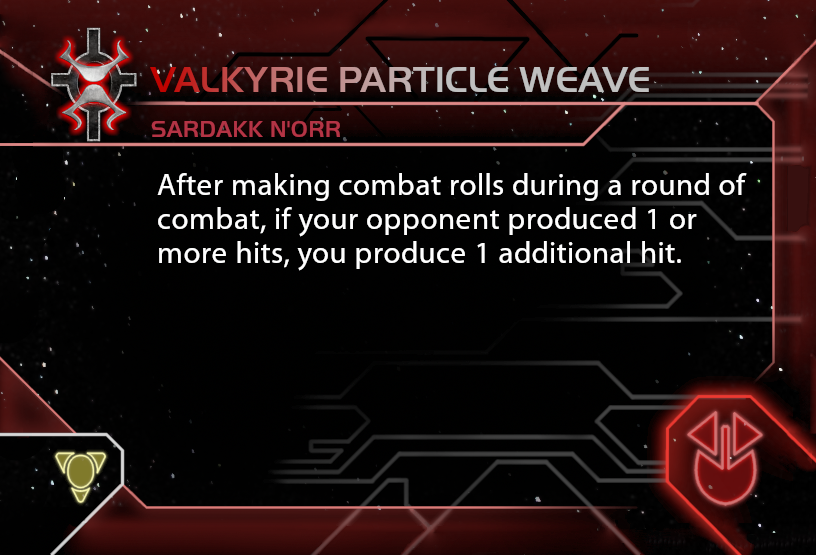 VALKYRIE PARTICLE WEAVE
SARDAKK N'ORR
After making combat rolls during a round of
combat, if your opponent produced 1 or
more hits, you produce 1 additional hit.